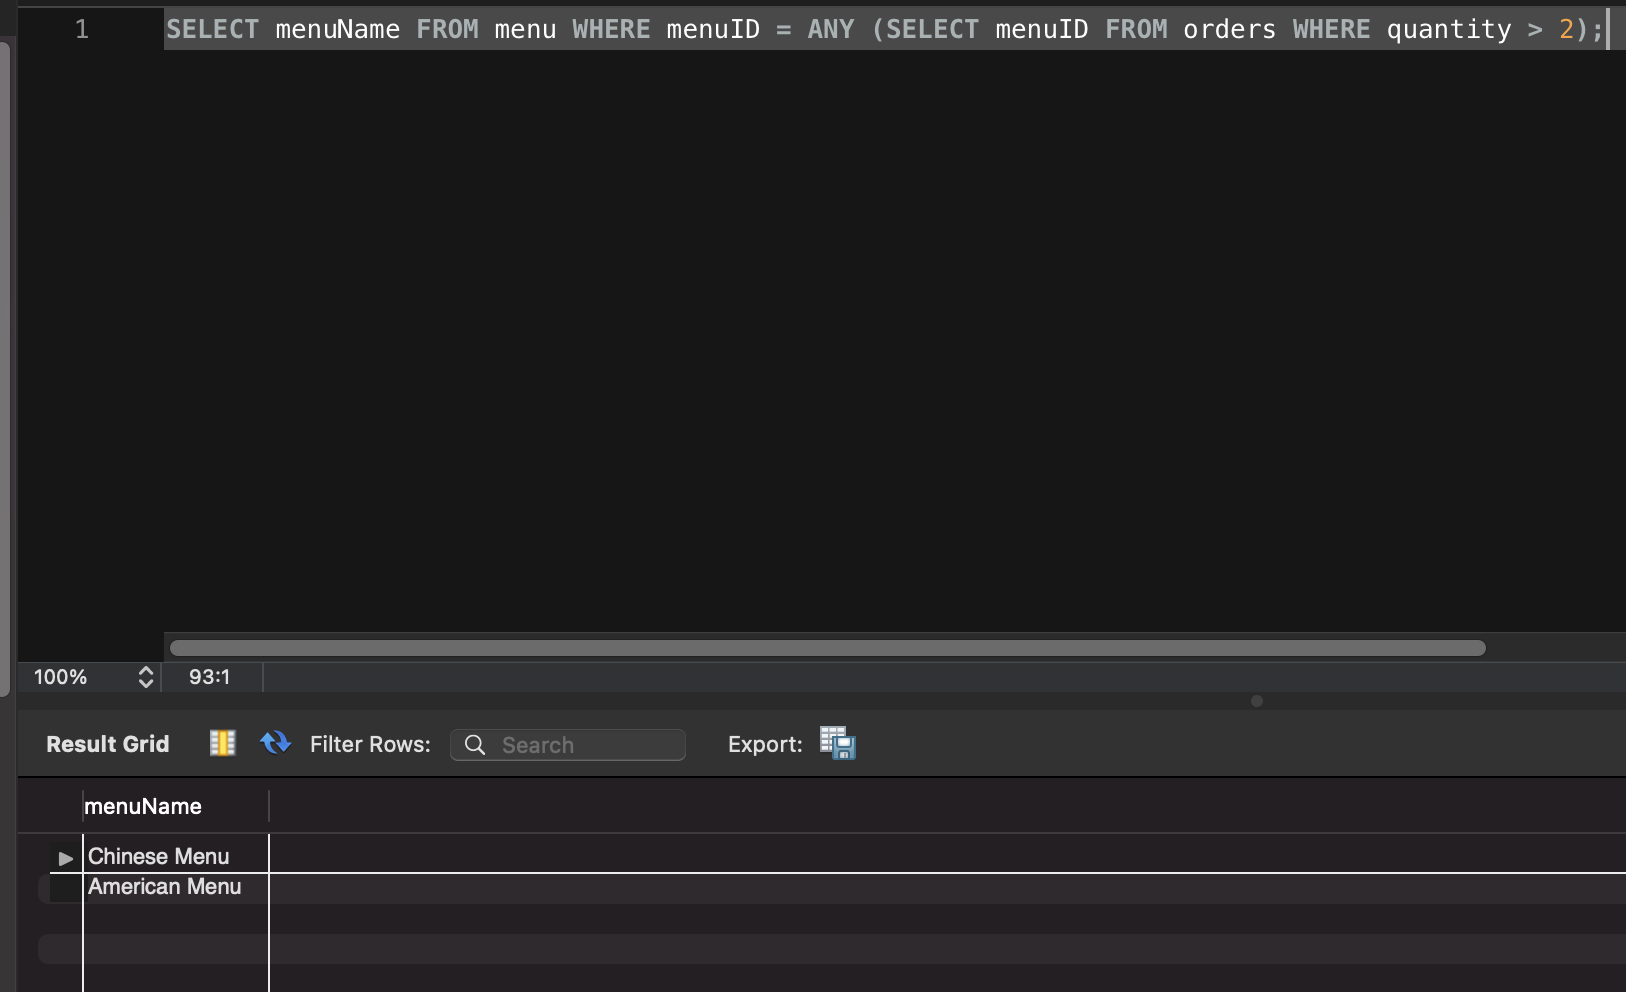 1 SELECT menuName FROM menu WHERE menuID = ANY (SELECT menuID FROM orders WHERE quantity > 2);
100% 93:1
Result Grid Filter Rows: Search Export:
menuName
Chinese Menu
American Menu